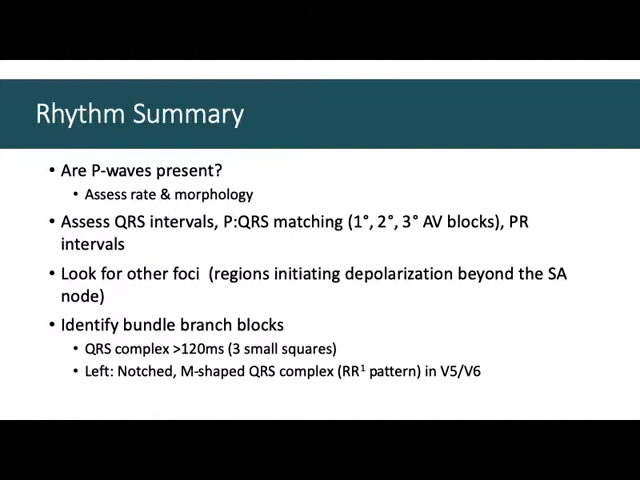 Rhythm Summary
• Are P-waves present?
• Assess rate & morphology
• Assess QRS intervals, P:QRS matching (1°, 2°, 3° AV blocks), PR
intervals
• Look for other foci (regions initiating depolarization beyond the SA
node)
• Identify bundle branch blocks
• QRS complex >120ms (3 small squares)
• Left: Notched, M-shaped QRS complex (RR¹ pattern) in V5/V6